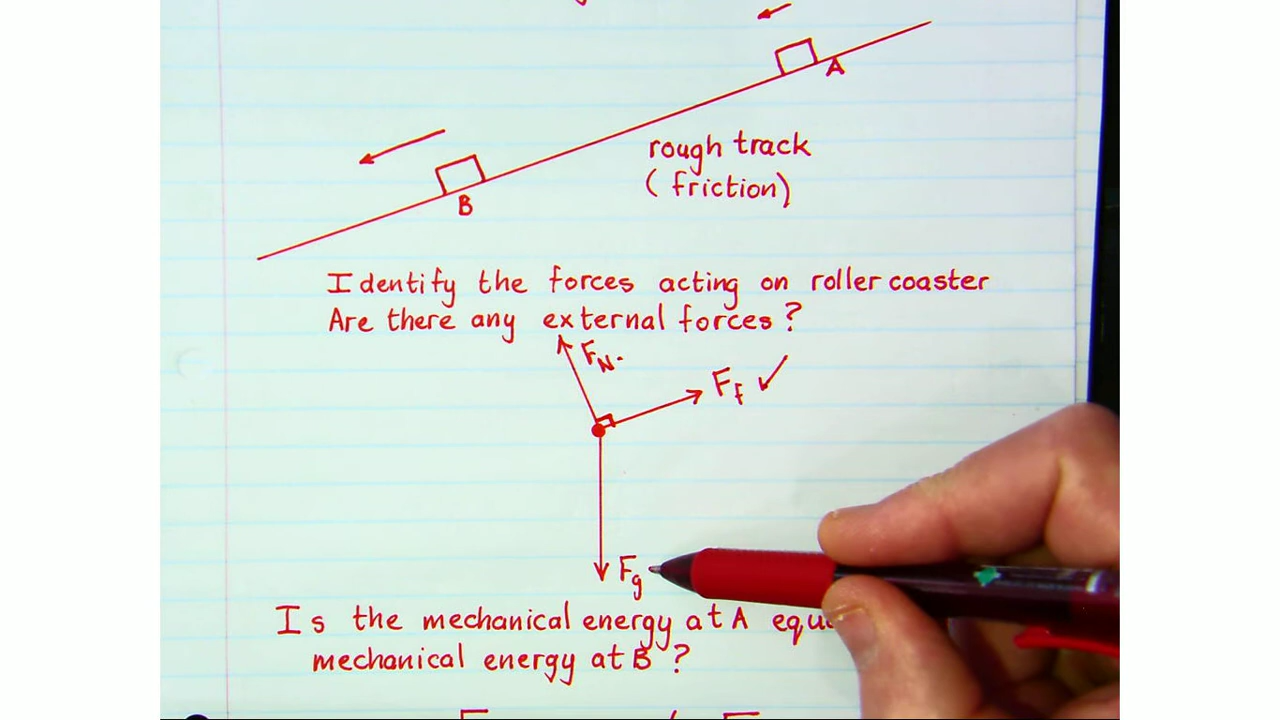 A
rough track
(friction)
B
Identify the forces acting on roller coaster
Are there any external forces?
FN.
Ff ✓
Fg
Is the mechanical energy at A
mechanical energy at B ?